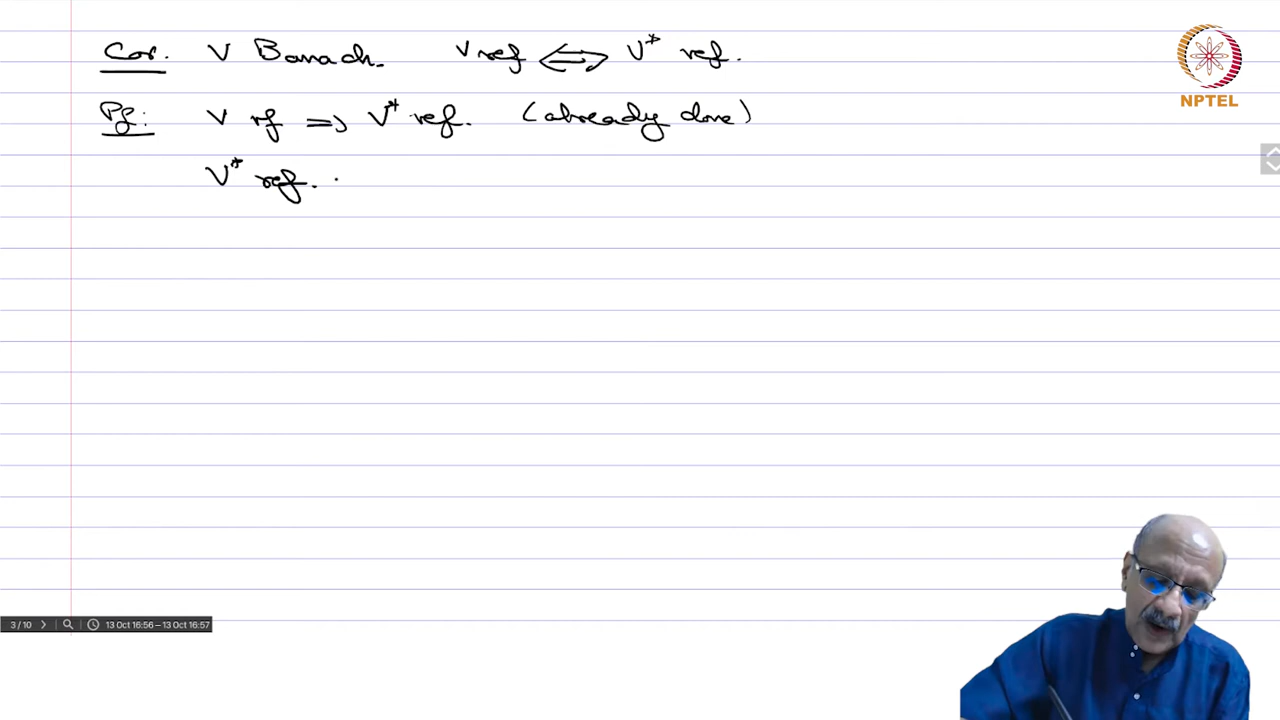 Cor. V Banach. V ref ⟺ V* ref.
Pf: V rf ⟹ V* ref. (already done)
V* ref.
NPTEL
3 / 10 13 Oct 16:56 – 13 Oct 16:57